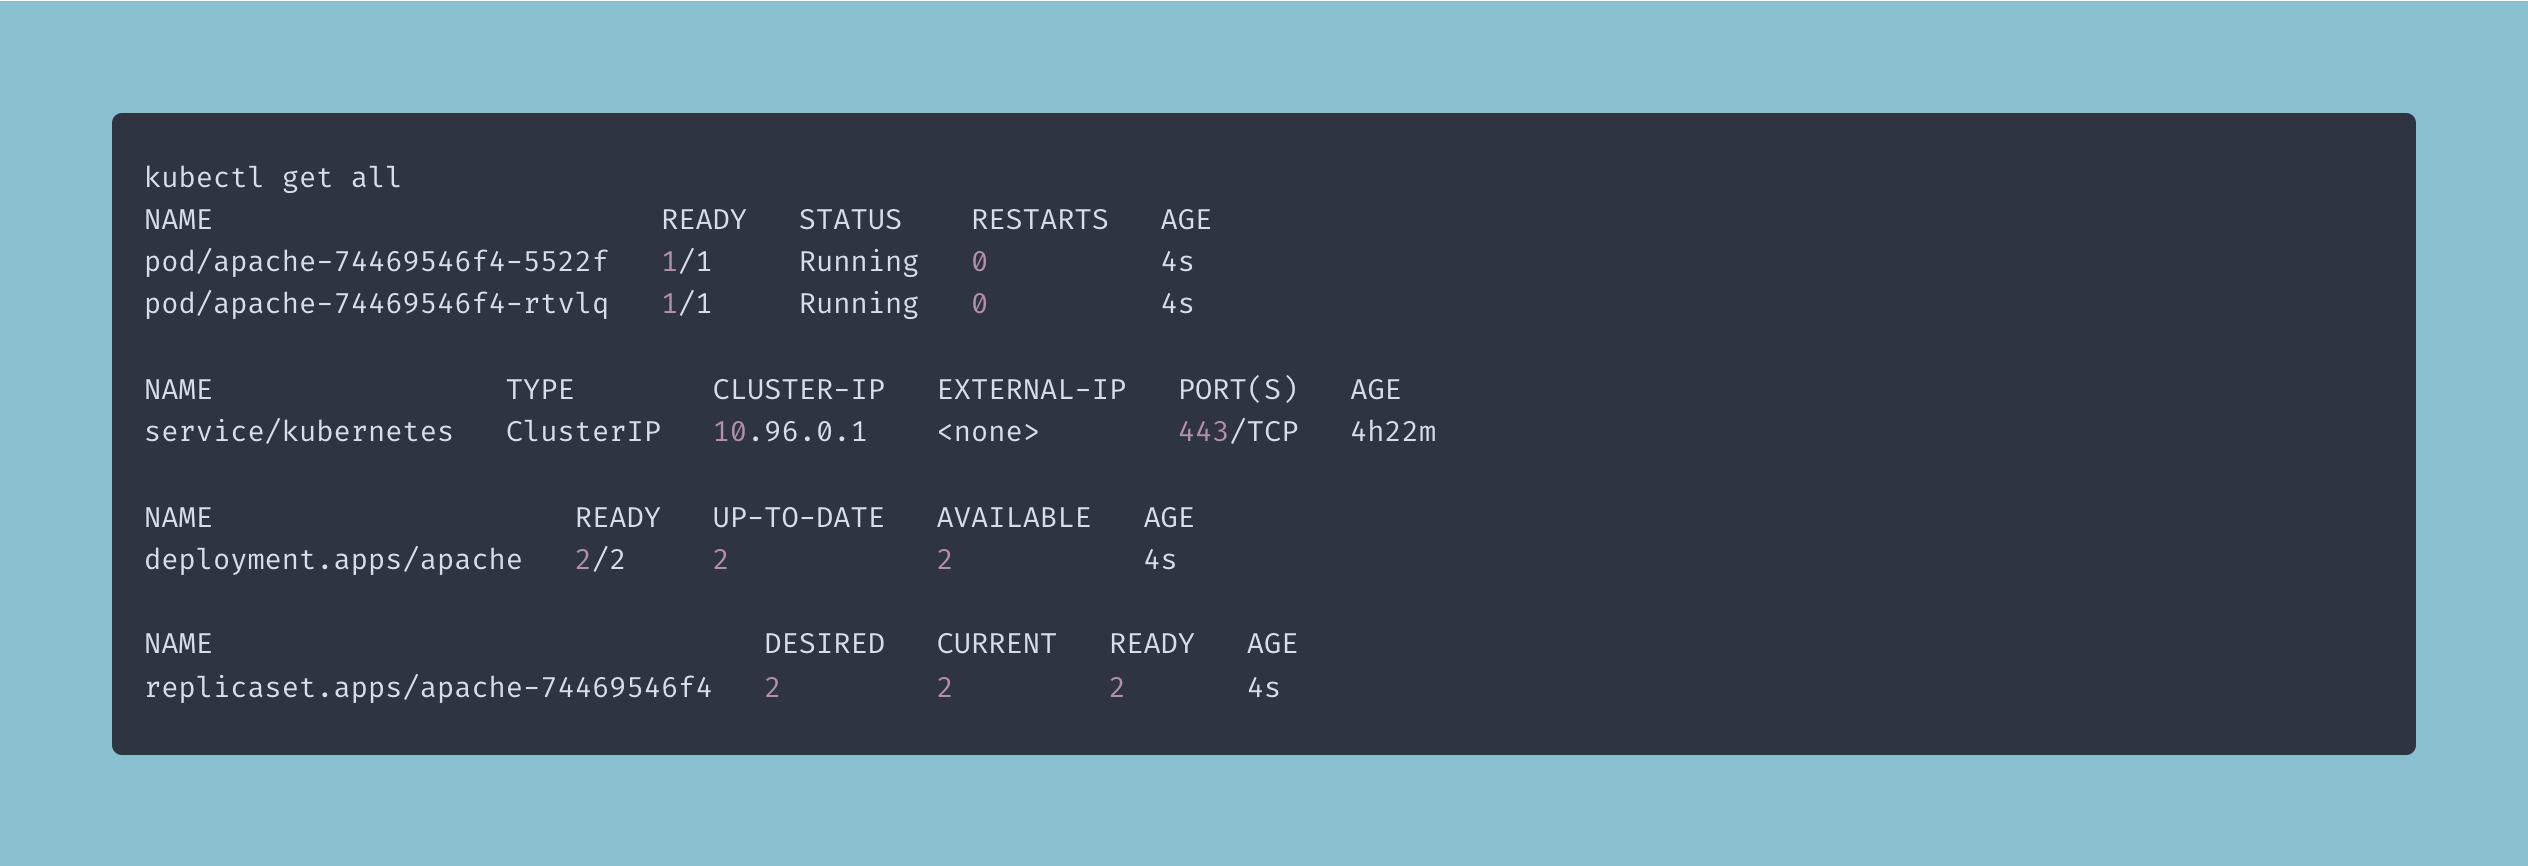 kubectl get all
NAME                              READY   STATUS    RESTARTS   AGE
pod/apache-74469546f4-5522f   1/1     Running   0          4s
pod/apache-74469546f4-rtvlq   1/1     Running   0          4s
NAME                 TYPE        CLUSTER-IP   EXTERNAL-IP   PORT(S)   AGE
service/kubernetes   ClusterIP   10.96.0.1    <none>        443/TCP   4h22m
NAME                     READY   UP-TO-DATE   AVAILABLE   AGE
deployment.apps/apache   2/2     2            2           4s
NAME                                DESIRED   CURRENT   READY   AGE
replicaset.apps/apache-74469546f4   2         2         2       4s